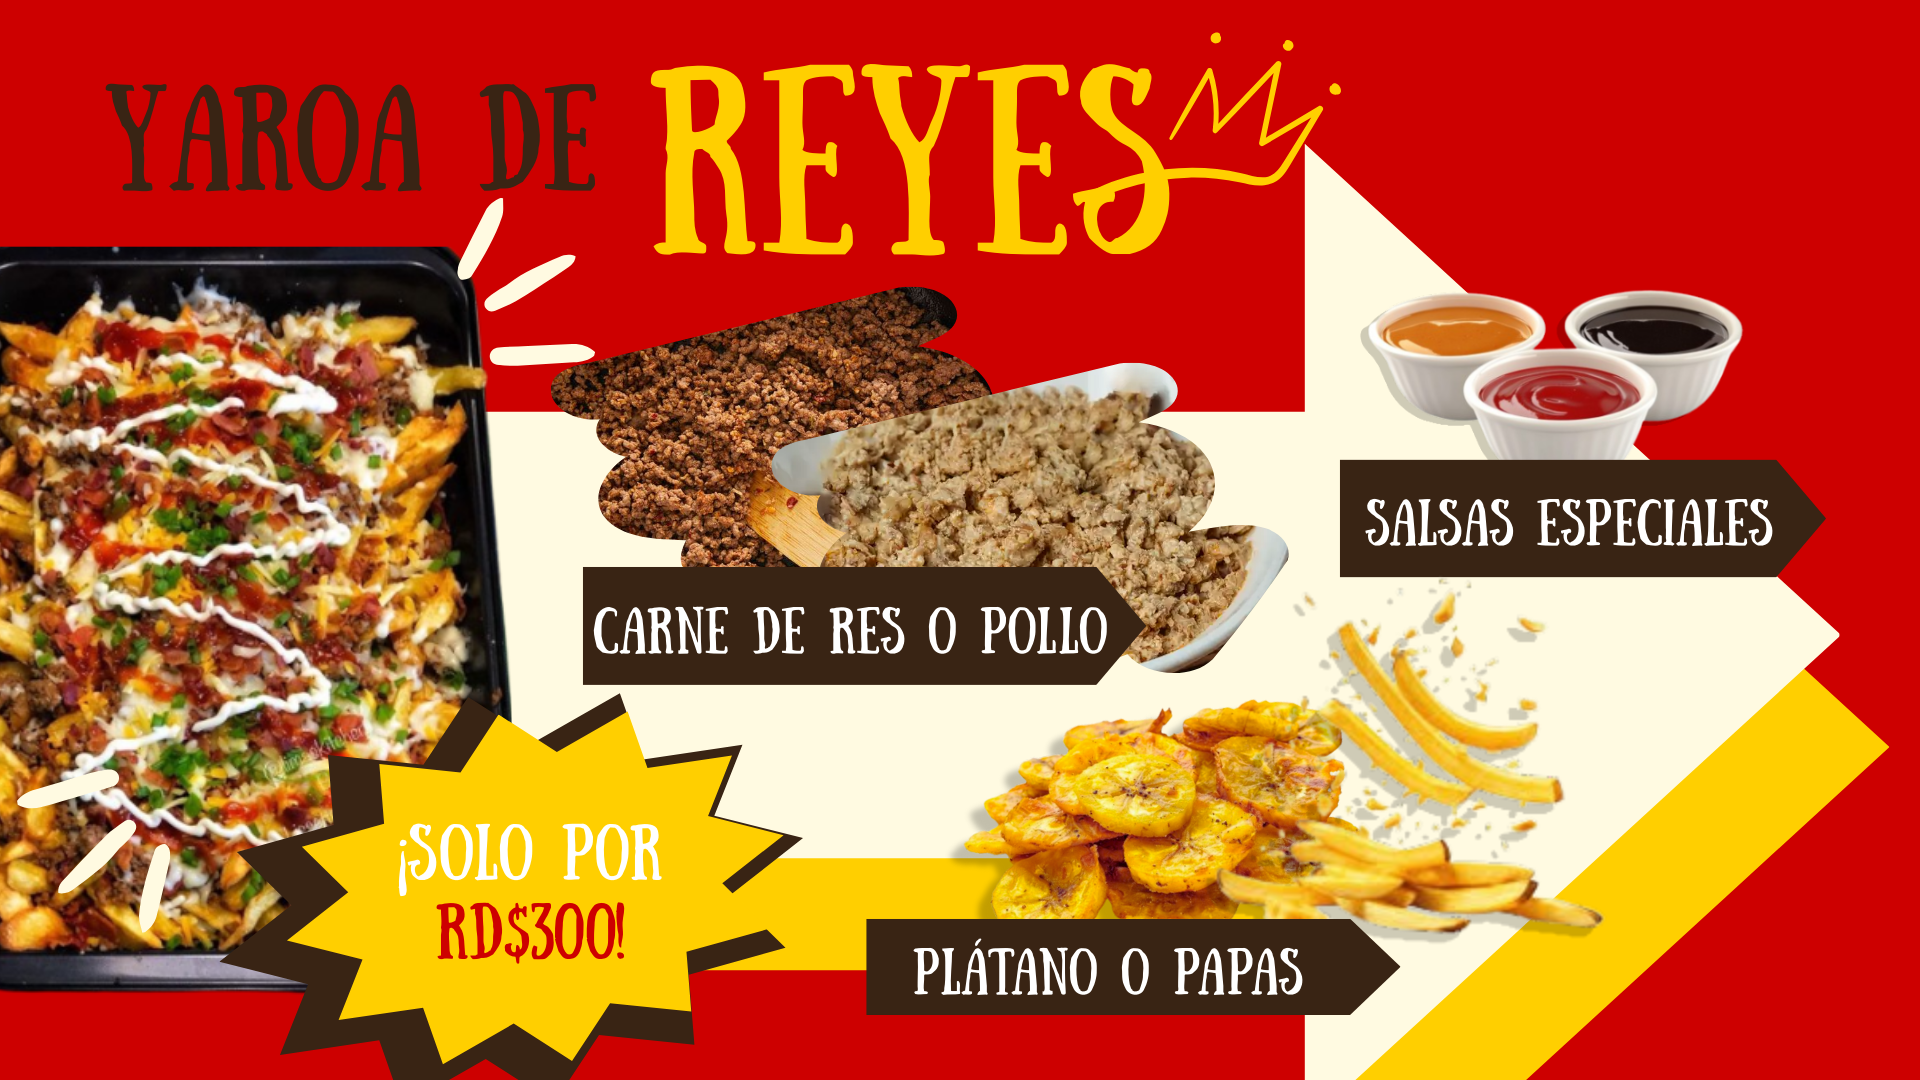 YAROA DE REYES
SALSAS ESPECIALES
CARNE DE RES O POLLO
¡SOLO POR
RD$300!
PLÁTANO O PAPAS